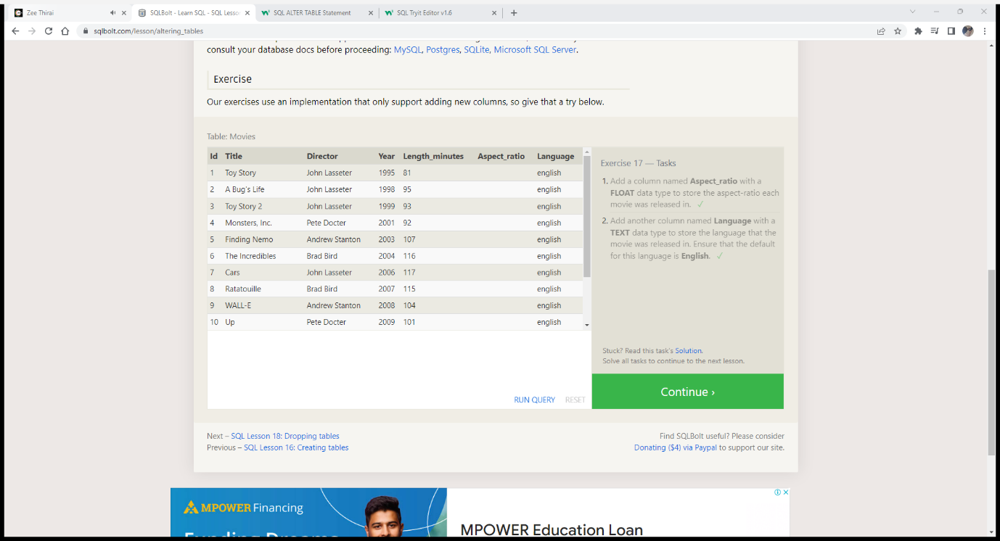 Zee Thirai
SQLBolt - Learn SQL - SQL Lesso
SQL ALTER TABLE Statement
SQL Tryit Editor v1.6
sqlbolt.com/lesson/altering_tables
consult your database docs before proceeding: MySQL, Postgres, SQLite, Microsoft SQL Server.
Exercise
Our exercises use an implementation that only support adding new columns, so give that a try below.
Table: Movies
Id Title Director Year Length_minutes Aspect_ratio Language
1 Toy Story John Lasseter 1995 81 english
2 A Bug's Life John Lasseter 1998 95 english
3 Toy Story 2 John Lasseter 1999 93 english
4 Monsters, Inc. Pete Docter 2001 92 english
5 Finding Nemo Andrew Stanton 2003 107 english
6 The Incredibles Brad Bird 2004 116 english
7 Cars John Lasseter 2006 117 english
8 Ratatouille Brad Bird 2007 115 english
9 WALL-E Andrew Stanton 2008 104 english
10 Up Pete Docter 2009 101 english
RUN QUERY RESET
Exercise 17 — Tasks
1. Add a column named Aspect_ratio with a
FLOAT data type to store the aspect-ratio each
movie was released in. ✓
2. Add another column named Language with a
TEXT data type to store the language that the
movie was released in. Ensure that the default
for this language is English. ✓
Stuck? Read this task's Solution.
Solve all tasks to continue to the next lesson.
Continue ›
Next – SQL Lesson 18: Dropping tables
Previous – SQL Lesson 16: Creating tables
Find SQLBolt useful? Please consider
Donating ($4) via Paypal to support our site.
MPOWER Financing
Funding Dreams
MPOWER Education Loan